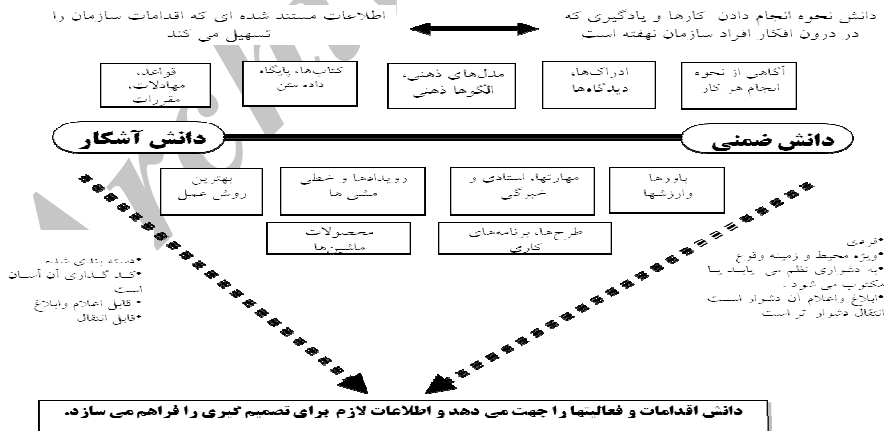 دانش نحوه انجام دادن کارها و یادگیری که
در درون افکار افراد سازمان نهفته است
اطلاعات مستند شده ای که اقدامات سازمان را
تسهیل می کند
آگاهی از نحوه
انجام هر کار
ادراک‌ها،
دیدگاه‌ها
مدل‌های ذهنی،
الگوها ذهنی
کتاب‌ها، پایگاه
داده متن
قواعد،
مهادلات،
مقررات
دانش ضمنی
دانش آشکار
باورها
وارزشها
مهارتها، استادی و
خبرگی
رویدادها و خطی
مشی ها
بهترین
روش عمل
طرح‌ها، برنامه‌های
کاری
محصولات
ماشین‌ها
•فردی
•ویژه محیط و زمینه وقوع
•به دشواری نظم می یابد یا
مکتوب می شود .
•ابلاغ واعلام آن دشوار است
انتقال دشوار تر است
•دسته بندی شده
•کد گذاری آن آسان
است
• قابل اعلام وابلاغ
•قابل انتقال
دانش اقدامات و فعالیتها را جهت می دهد و اطلاعات لازم برای تصمیم گیری را فراهم می سازد.